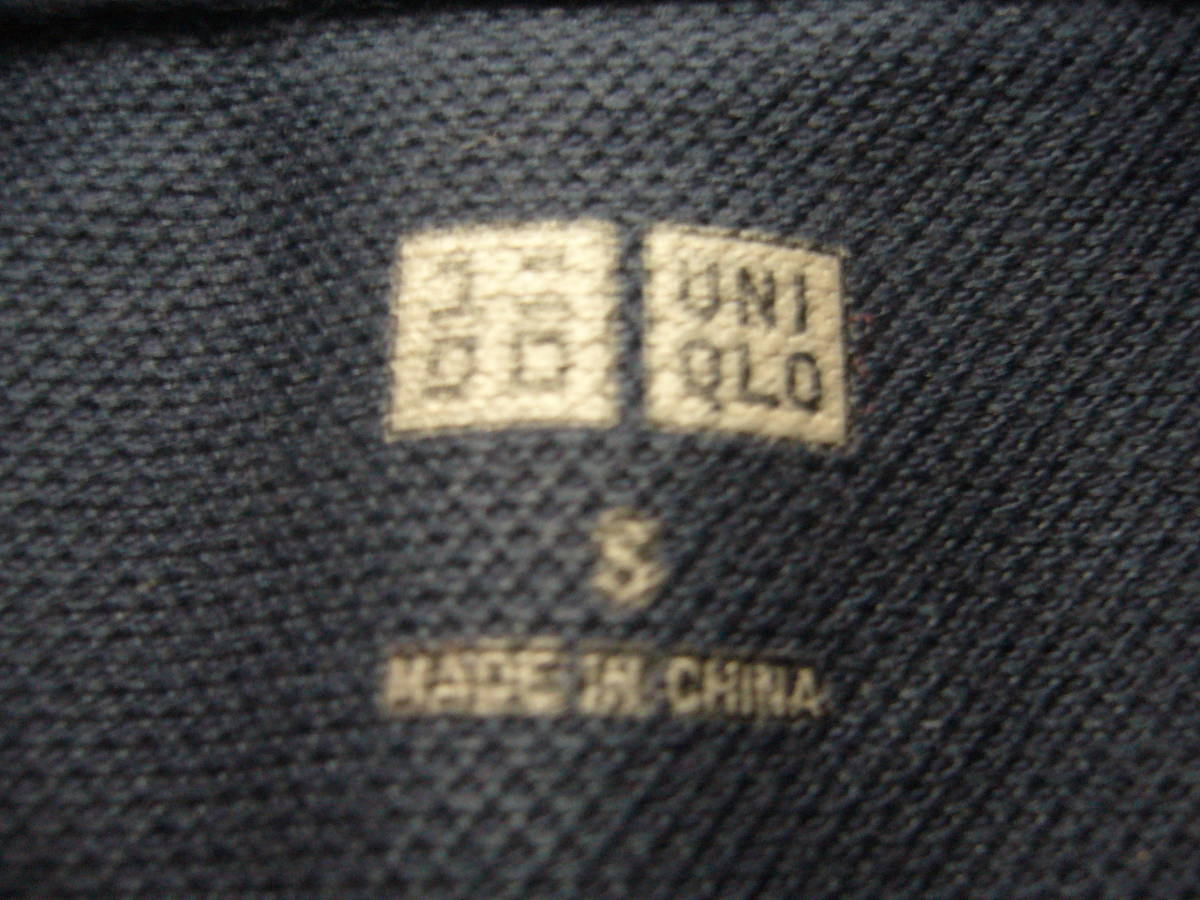 ユニ
クロ
UNI
QLO
S
MADE IN CHINA